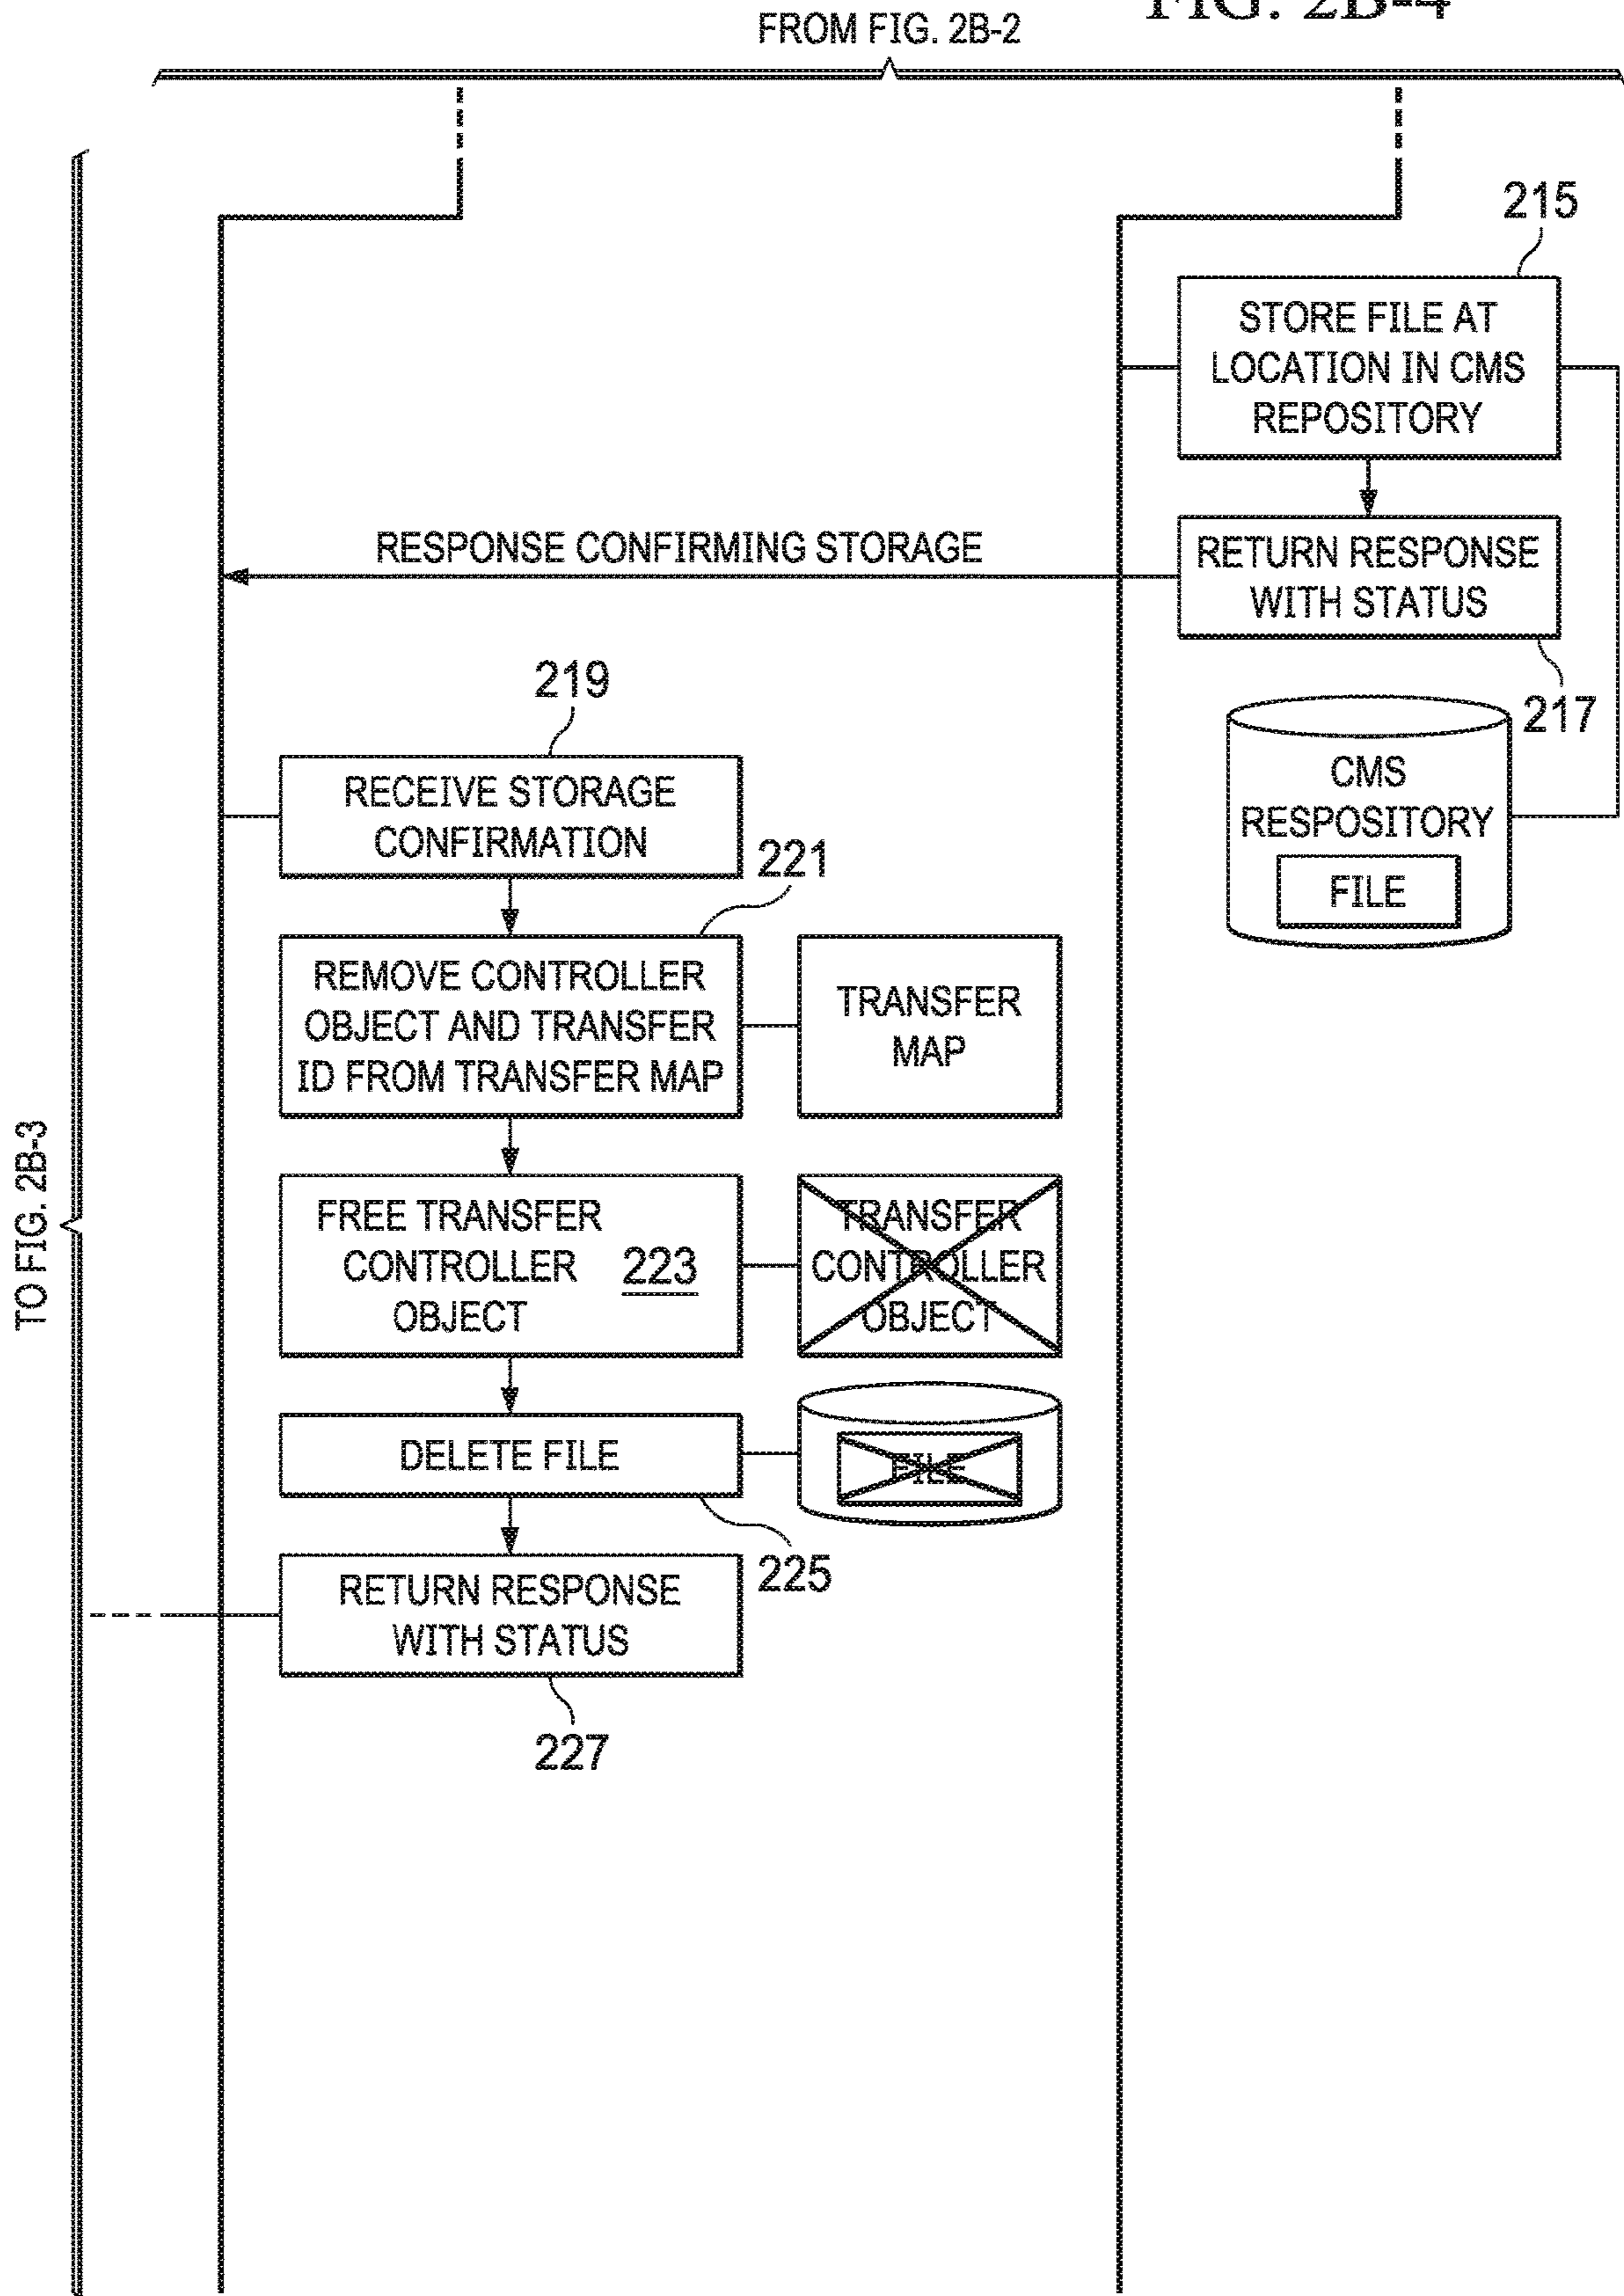 FIG. 2B-4
FROM FIG. 2B-2
215
STORE FILE AT
LOCATION IN CMS
REPOSITORY
RESPONSE CONFIRMING STORAGE
RETURN RESPONSE
WITH STATUS
217
219
RECEIVE STORAGE
CONFIRMATION
CMS
RESPOSITORY
FILE
221
REMOVE CONTROLLER
OBJECT AND TRANSFER
ID FROM TRANSFER MAP
TRANSFER
MAP
TO FIG. 2B-3
FREE TRANSFER
CONTROLLER
OBJECT
223
TRANSFER
CONTROLLER
OBJECT
DELETE FILE
FILE
225
RETURN RESPONSE
WITH STATUS
227